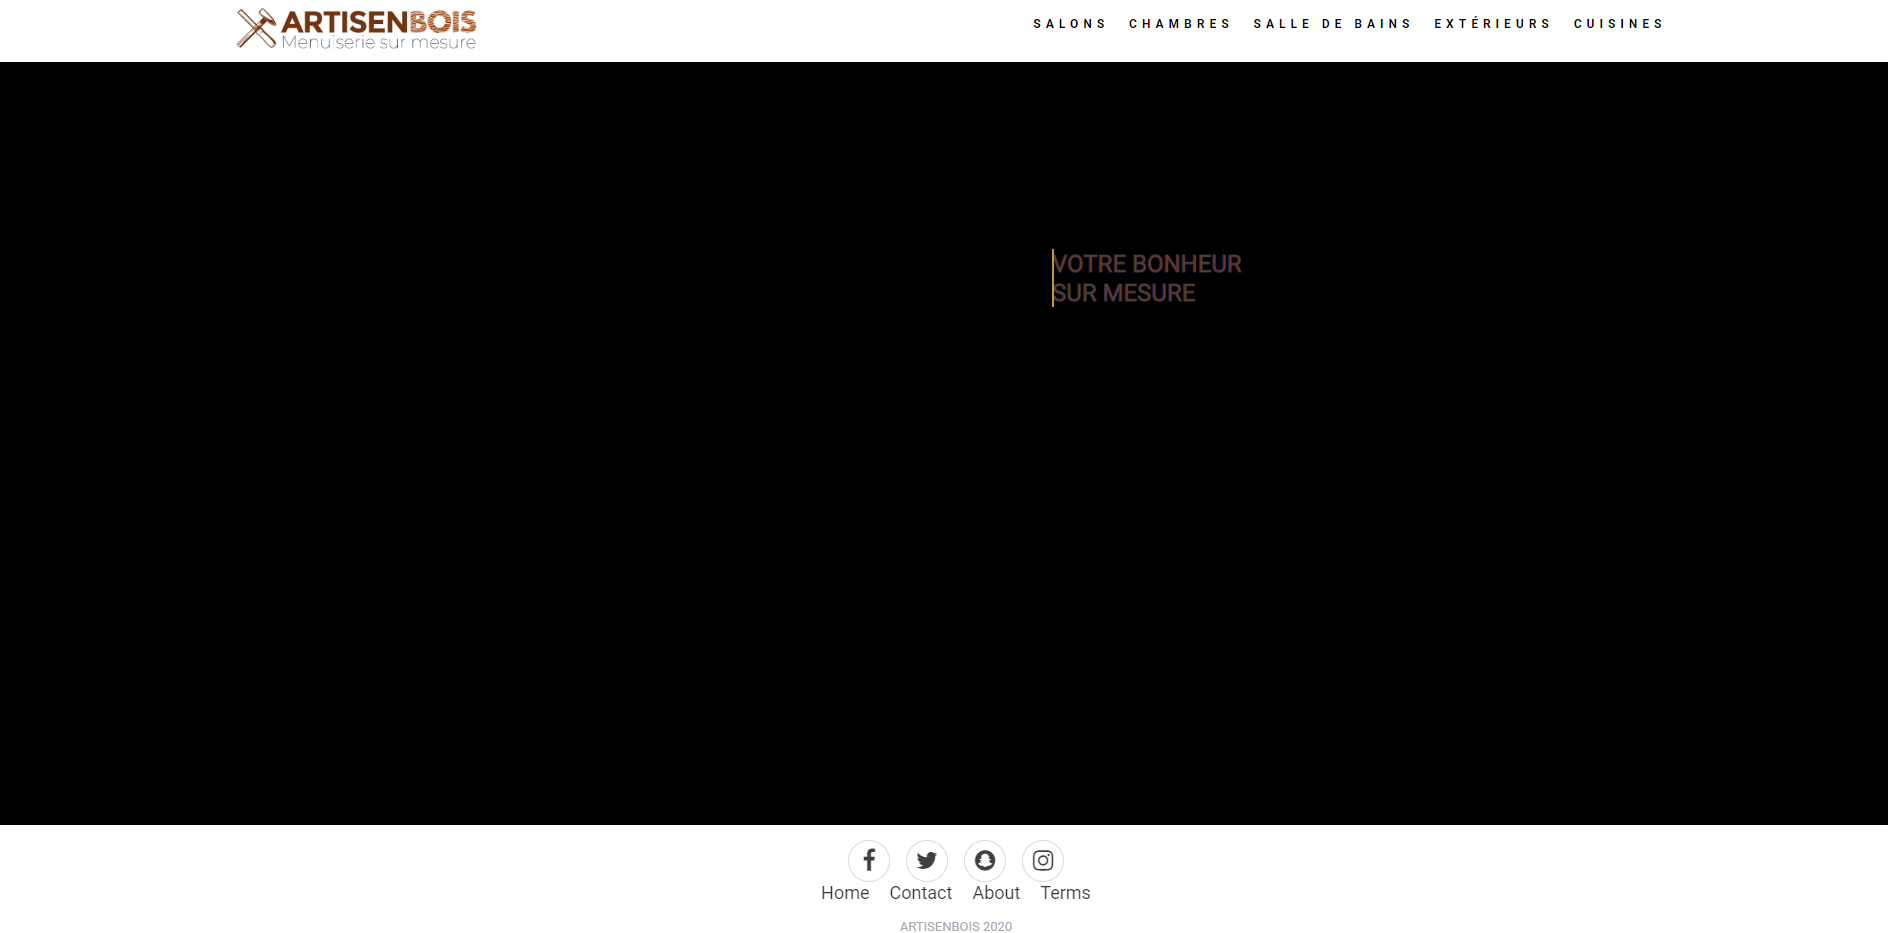 ARTISENBOIS
Menuiserie sur mesure
SALONS CHAMBRES SALLE DE BAINS EXTÉRIEURS CUISINES
VOTRE BONHEUR
SUR MESURE
Home Contact About Terms
ARTISENBOIS 2020